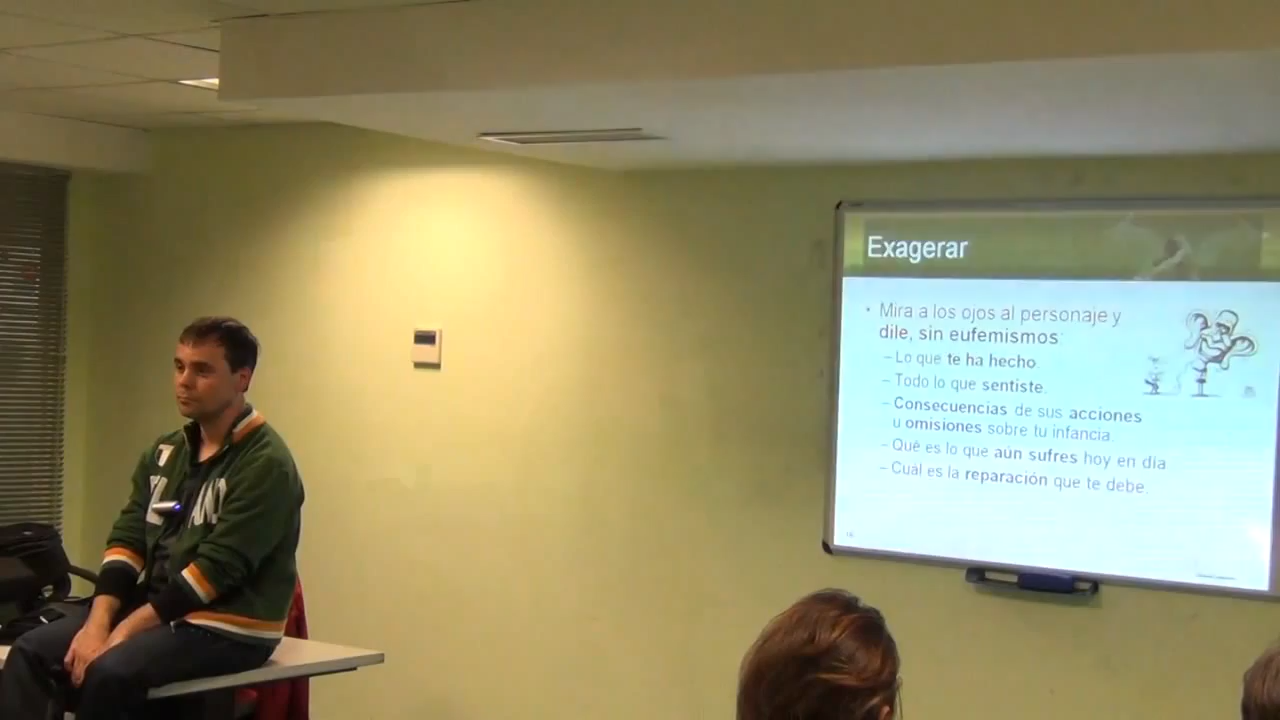 Exagerar
• Mira a los ojos al personaje y
dile, sin eufemismos:
– Lo que te ha hecho.
– Todo lo que sentiste.
– Consecuencias de sus acciones
u omisiones sobre tu infancia.
– Qué es lo que aún sufres hoy en día
– Cuál es la reparación que te debe.